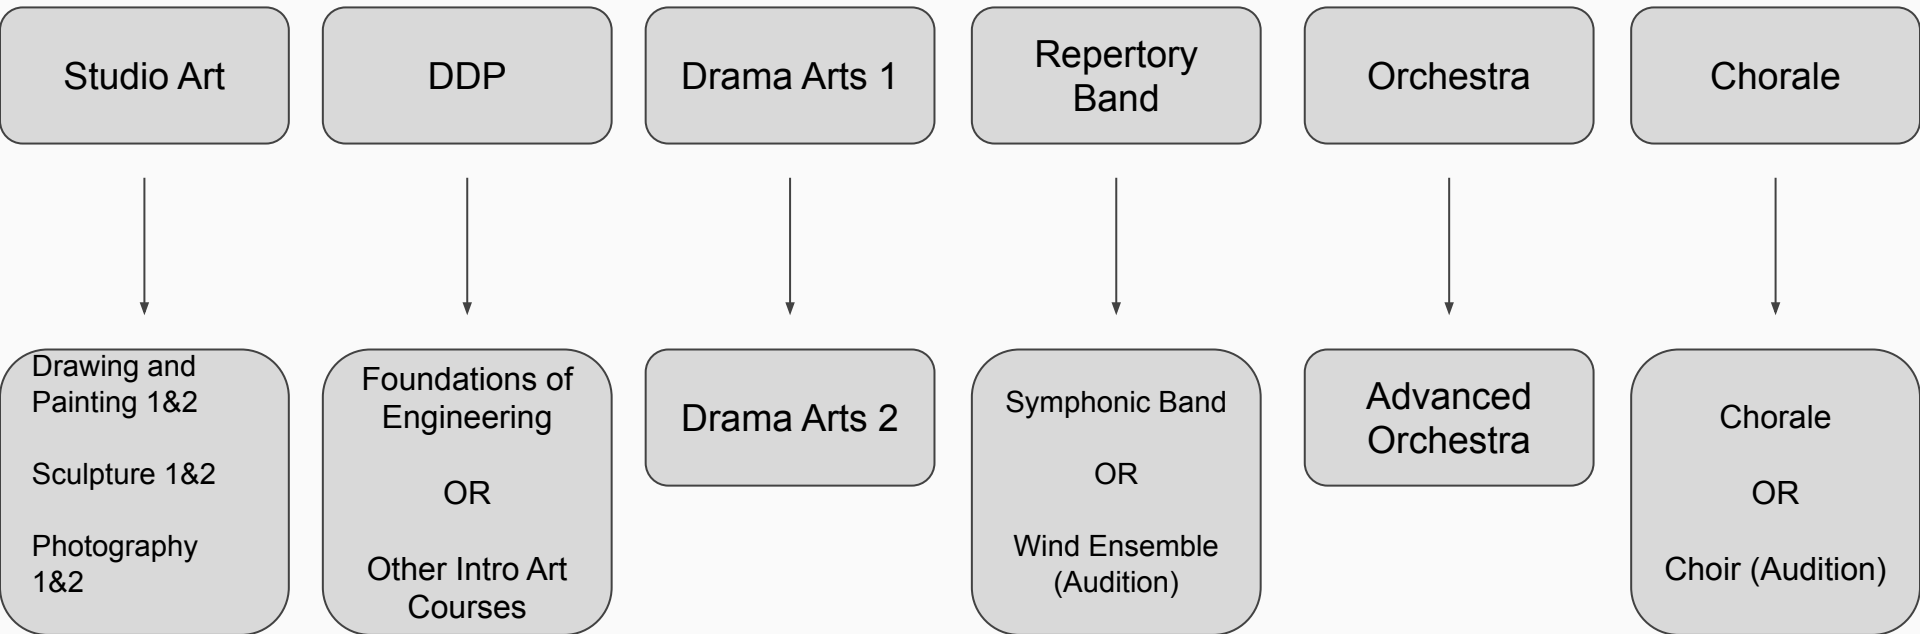 Studio Art
DDP
Drama Arts 1
Repertory
Band
Orchestra
Chorale
Drawing and
Painting 1&2
Sculpture 1&2
Photography
1&2
Foundations of
Engineering
OR
Other Intro Art
Courses
Drama Arts 2
Symphonic Band
OR
Wind Ensemble
(Audition)
Advanced
Orchestra
Chorale
OR
Choir (Audition)